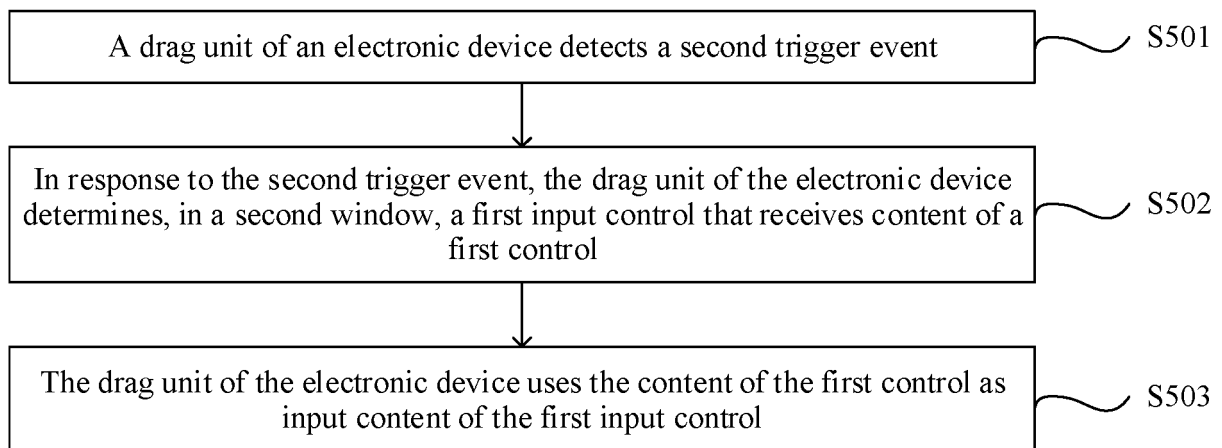 A drag unit of an electronic device detects a second trigger event
S501
In response to the second trigger event, the drag unit of the electronic device
determines, in a second window, a first input control that receives content of a
first control
S502
The drag unit of the electronic device uses the content of the first control as
input content of the first input control
S503